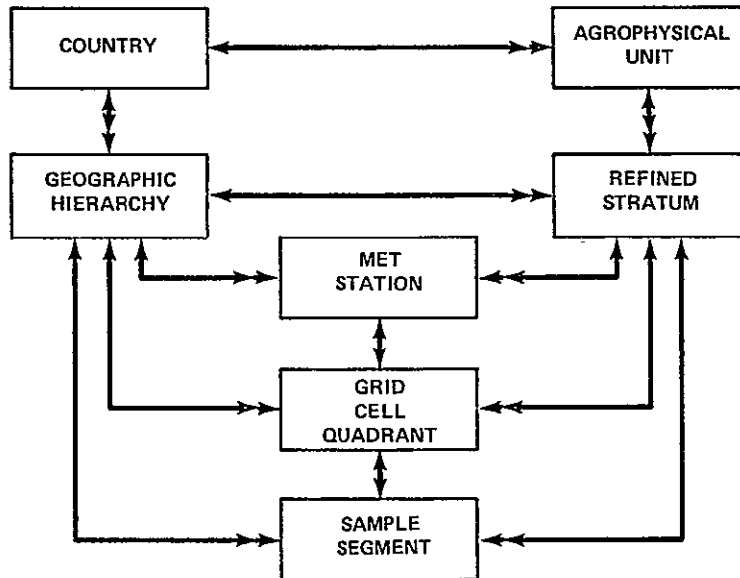 COUNTRY
AGROPHYSICAL
UNIT
GEOGRAPHIC
HIERARCHY
REFINED
STRATUM
MET
STATION
GRID
CELL
QUADRANT
SAMPLE
SEGMENT